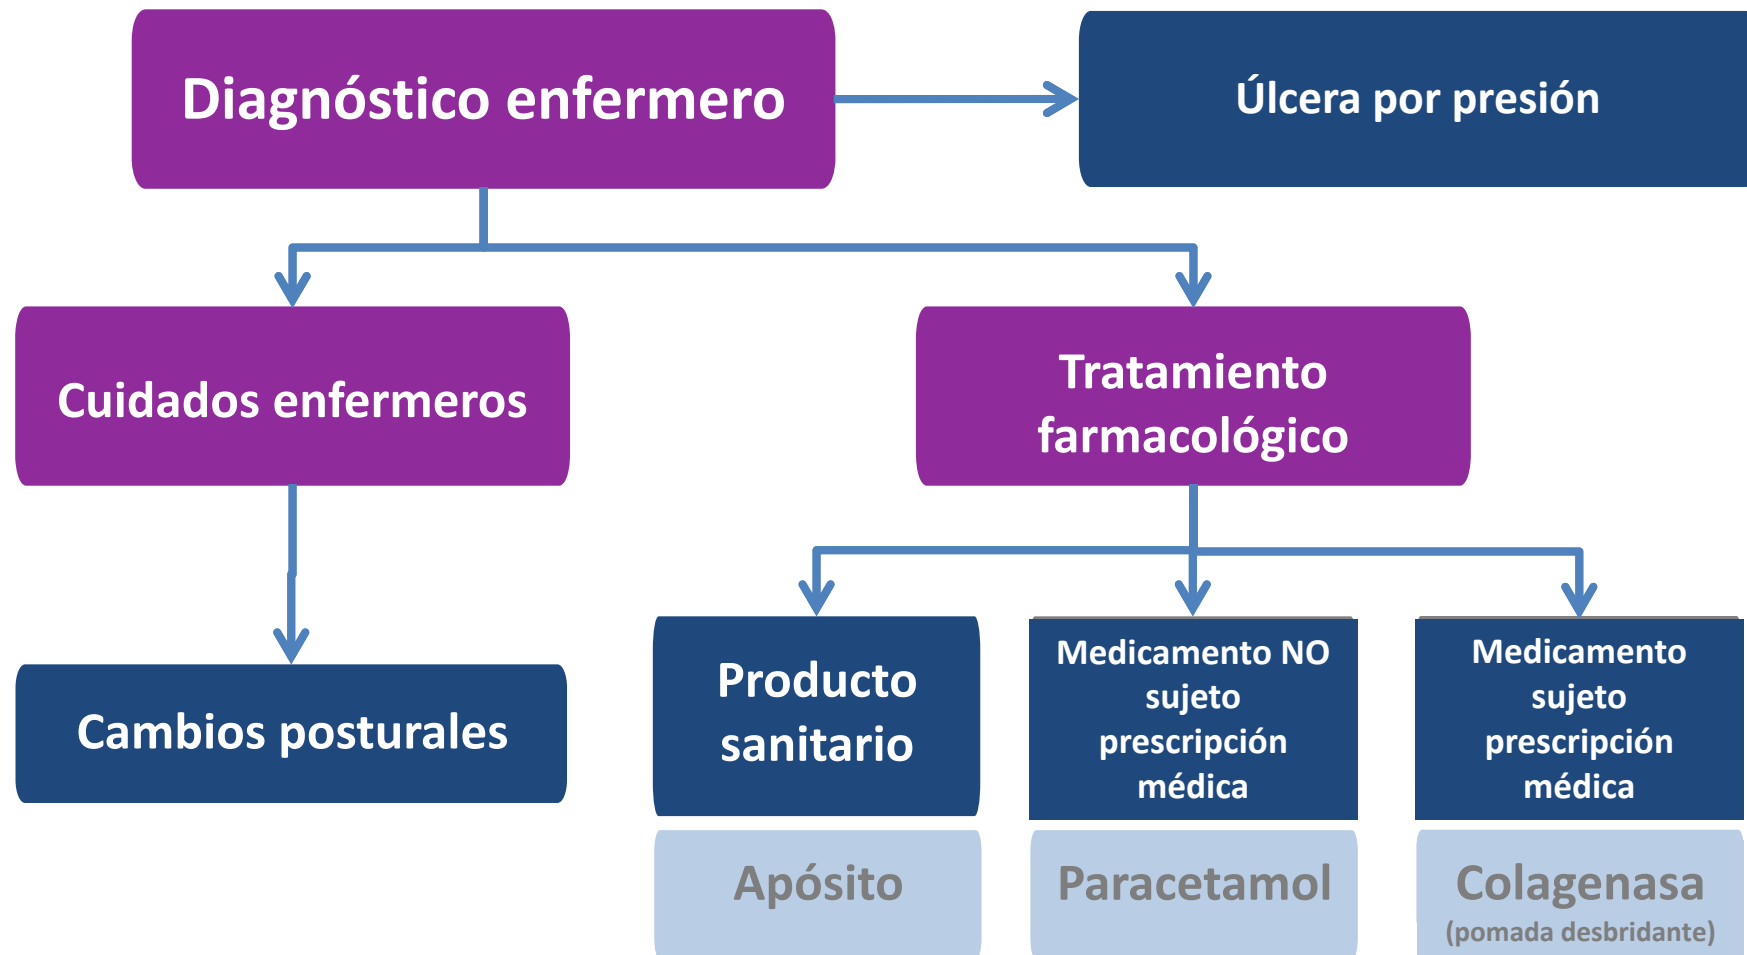 Diagnóstico enfermero
Úlcera por presión
Cuidados enfermeros
Tratamiento
farmacológico
Cambios posturales
Producto
sanitario
Medicamento NO
sujeto
prescripción
médica
Medicamento
sujeto
prescripción
médica
Apósito
Paracetamol
Colagenasa
(pomada desbridante)